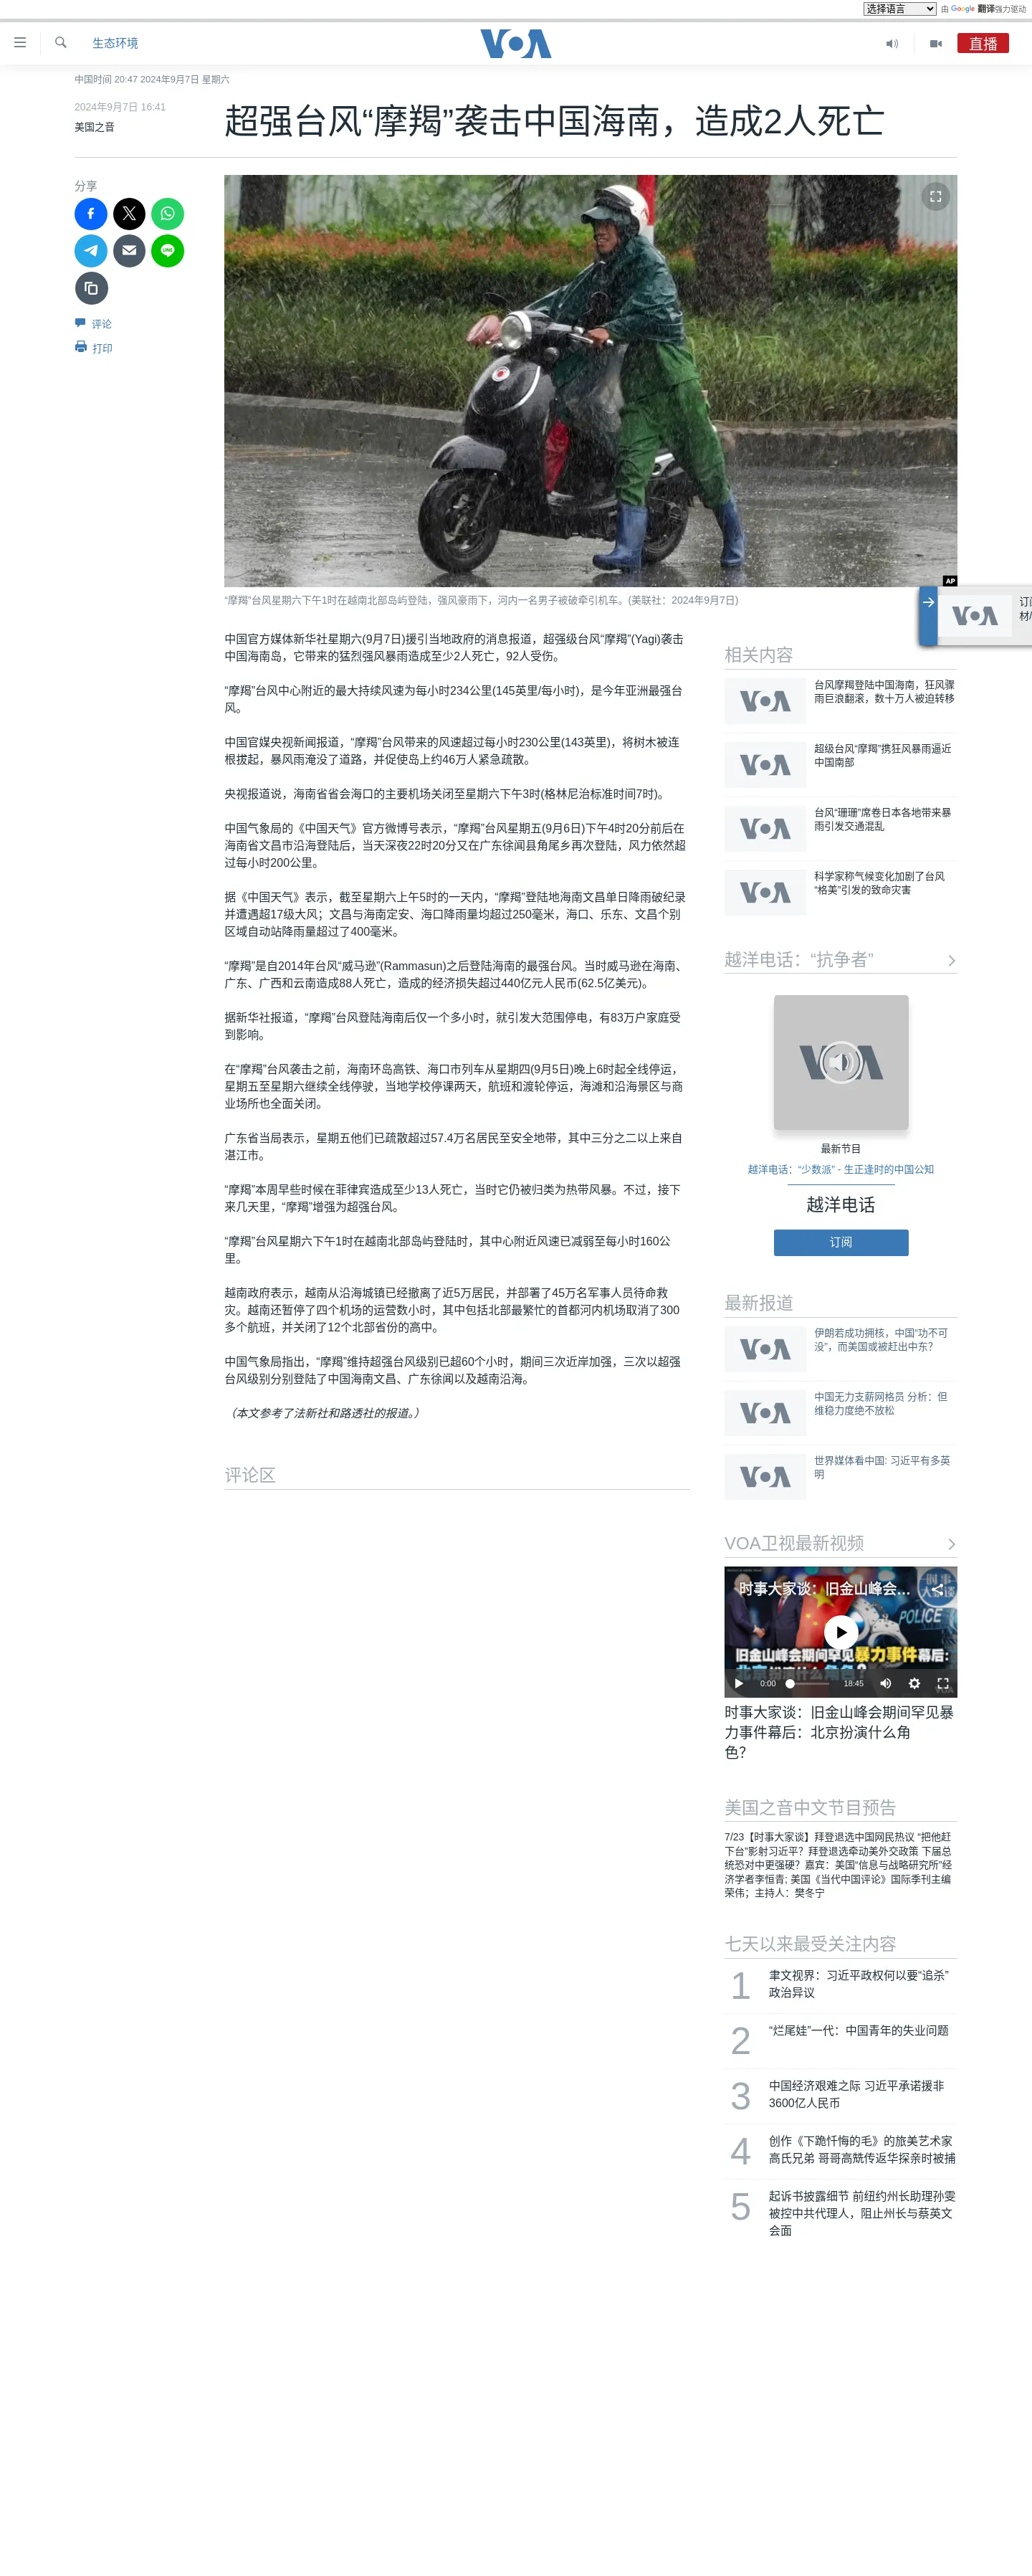 选择语言
由 Google 翻译强力驱动
生态环境
VOA
直播
中国时间 20:47 2024年9月7日 星期六
2024年9月7日 16:41
美国之音
超强台风“摩羯”袭击中国海南，造成2人死亡
分享
评论
打印
AP
“摩羯”台风星期六下午1时在越南北部岛屿登陆，强风豪雨下，河内一名男子被破牵引机车。(美联社：2024年9月7日)
中国官方媒体新华社星期六(9月7日)援引当地政府的消息报道，超强级台风“摩羯”(Yagi)袭击
中国海南岛，它带来的猛烈强风暴雨造成至少2人死亡，92人受伤。
“摩羯”台风中心附近的最大持续风速为每小时234公里(145英里/每小时)，是今年亚洲最强台
风。
中国官媒央视新闻报道，“摩羯”台风带来的风速超过每小时230公里(143英里)，将树木被连
根拔起，暴风雨淹没了道路，并促使岛上约46万人紧急疏散。
央视报道说，海南省省会海口的主要机场关闭至星期六下午3时(格林尼治标准时间7时)。
中国气象局的《中国天气》官方微博号表示，“摩羯”台风星期五(9月6日)下午4时20分前后在
海南省文昌市沿海登陆后，当天深夜22时20分又在广东徐闻县角尾乡再次登陆，风力依然超
过每小时200公里。
据《中国天气》表示，截至星期六上午5时的一天内，“摩羯”登陆地海南文昌单日降雨破纪录
并遭遇超17级大风；文昌与海南定安、海口降雨量均超过250毫米，海口、乐东、文昌个别
区域自动站降雨量超过了400毫米。
“摩羯”是自2014年台风“威马逊”(Rammasun)之后登陆海南的最强台风。当时威马逊在海南、
广东、广西和云南造成88人死亡，造成的经济损失超过440亿元人民币(62.5亿美元)。
据新华社报道，“摩羯”台风登陆海南后仅一个多小时，就引发大范围停电，有83万户家庭受
到影响。
在“摩羯”台风袭击之前，海南环岛高铁、海口市列车从星期四(9月5日)晚上6时起全线停运，
星期五至星期六继续全线停驶，当地学校停课两天，航班和渡轮停运，海滩和沿海景区与商
业场所也全面关闭。
广东省当局表示，星期五他们已疏散超过57.4万名居民至安全地带，其中三分之二以上来自
湛江市。
“摩羯”本周早些时候在菲律宾造成至少13人死亡，当时它仍被归类为热带风暴。不过，接下
来几天里，“摩羯”增强为超强台风。
“摩羯”台风星期六下午1时在越南北部岛屿登陆时，其中心附近风速已减弱至每小时160公
里。
越南政府表示，越南从沿海城镇已经撤离了近5万居民，并部署了45万名军事人员待命救
灾。越南还暂停了四个机场的运营数小时，其中包括北部最繁忙的首都河内机场取消了300
多个航班，并关闭了12个北部省份的高中。
中国气象局指出，“摩羯”维持超强台风级别已超60个小时，期间三次近岸加强，三次以超强
台风级别分别登陆了中国海南文昌、广东徐闻以及越南沿海。
（本文参考了法新社和路透社的报道。）
评论区
VOA
订阅
材/
相关内容
VOA
台风摩羯登陆中国海南，狂风骤
雨巨浪翻滚，数十万人被迫转移
VOA
超级台风“摩羯”携狂风暴雨逼近
中国南部
VOA
台风“珊珊”席卷日本各地带来暴
雨引发交通混乱
VOA
科学家称气候变化加剧了台风
“格美”引发的致命灾害
越洋电话：“抗争者”
VOA
最新节目
越洋电话：“少数派” - 生正逢时的中国公知
越洋电话
订阅
最新报道
VOA
伊朗若成功拥核，中国“功不可
没”，而美国或被赶出中东？
VOA
中国无力支薪网格员 分析：但
维稳力度绝不放松
VOA
世界媒体看中国: 习近平有多英
明
VOA卫视最新视频
时事大家谈：旧金山峰会…
POLICE
旧金山峰会期间罕见暴力事件幕后：
北京扮演什么角色？
0:00
18:45
时事大家谈：旧金山峰会期间罕见暴
力事件幕后：北京扮演什么角
色？
美国之音中文节目预告
7/23【时事大家谈】拜登退选中国网民热议 “把他赶
下台”影射习近平？拜登退选牵动美外交政策 下届总
统恐对中更强硬？嘉宾：美国“信息与战略研究所”经
济学者李恒青; 美国《当代中国评论》国际季刊主编
荣伟；主持人：樊冬宁
七天以来最受关注内容
1
聿文视界：习近平政权何以要“追杀”
政治异议
2
“烂尾娃”一代：中国青年的失业问题
3
中国经济艰难之际 习近平承诺援非
3600亿人民币
4
创作《下跪忏悔的毛》的旅美艺术家
高氏兄弟 哥哥高兟传返华探亲时被捕
5
起诉书披露细节 前纽约州长助理孙雯
被控中共代理人，阻止州长与蔡英文
会面